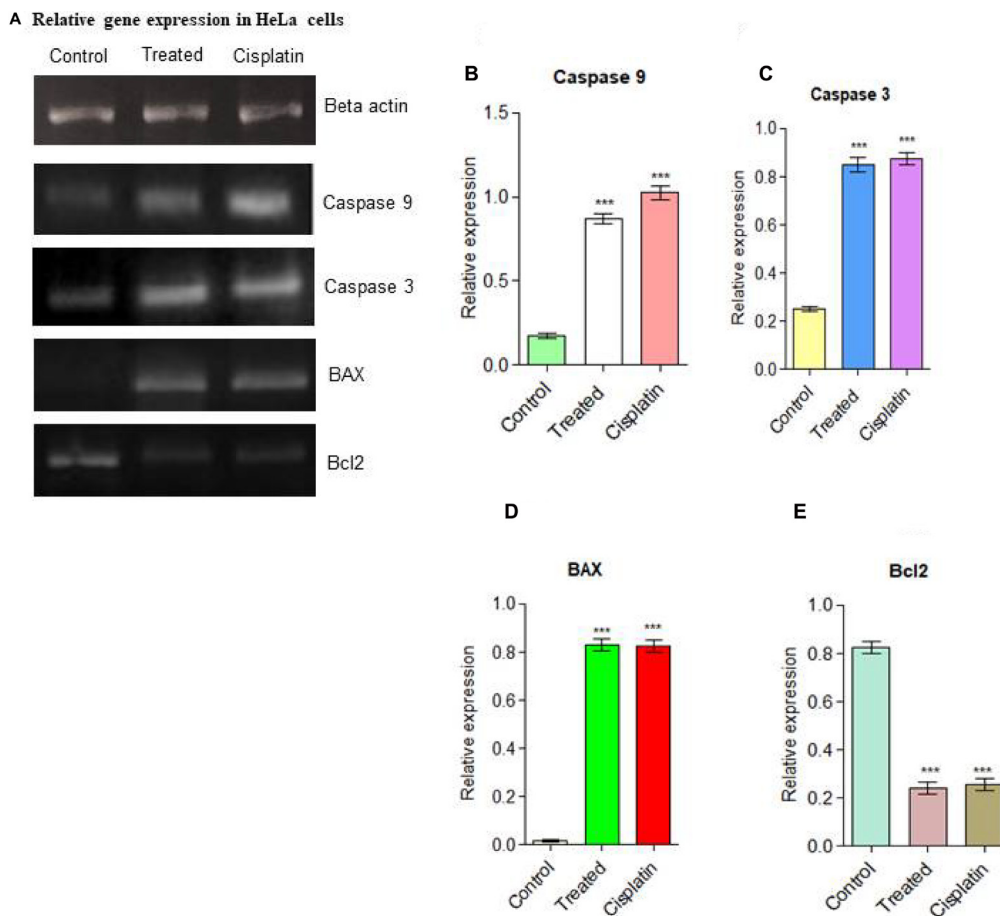 A Relative gene expression in HeLa cells
Control Treated Cisplatin
Beta actin
Caspase 9
Caspase 3
BAX
Bcl2
B
Caspase 9
Relative expression
1.5
1.0
0.5
0.0
***
***
Control
Treated
Cisplatin
C
Caspase 3
Relative expression
1.0
0.8
0.6
0.4
0.2
0.0
***
***
Control
Treated
Cisplatin
D
BAX
Relative expression
1.0
0.8
0.6
0.4
0.2
0.0
***
***
Control
Treated
Cisplatin
E
Bcl2
Relative expression
1.0
0.8
0.6
0.4
0.2
0.0
***
***
Control
Treated
Cisplatin